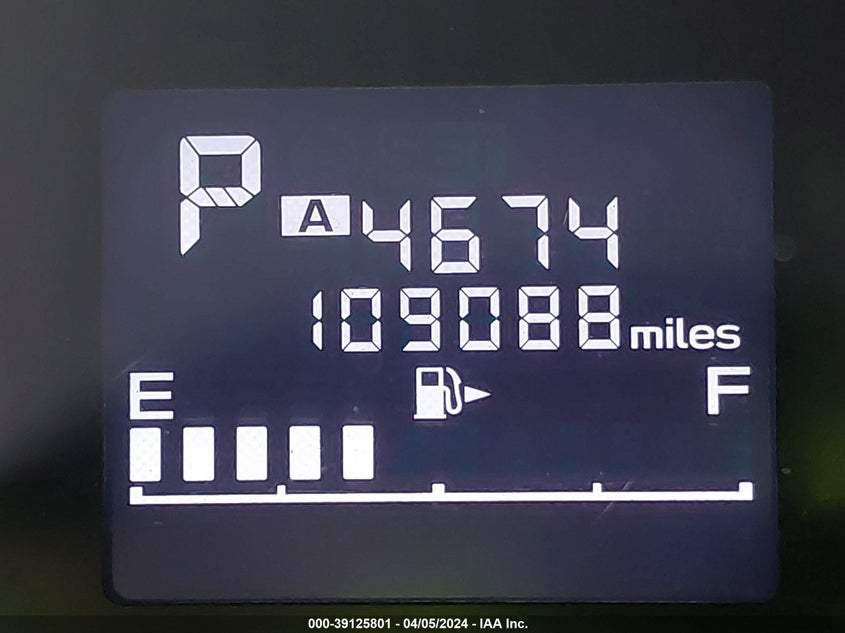 P
A 4674
109088 miles
E F
000-39125801 - 04/05/2024 - IAA Inc.